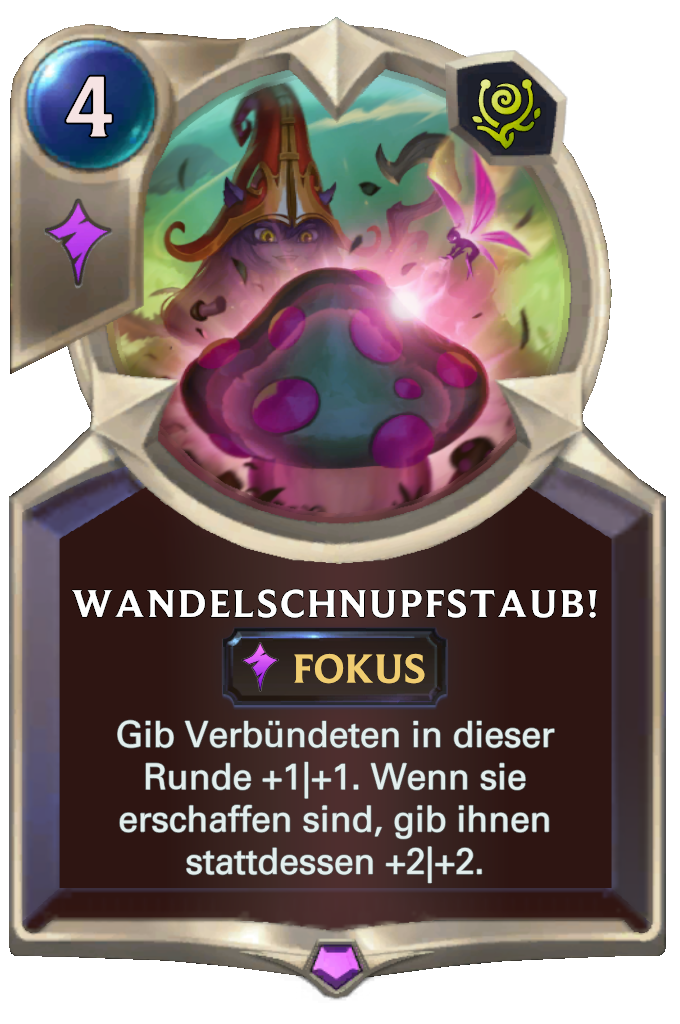 4
WANDELSCHNUPFSTAUB!
FOKUS
Gib Verbündeten in dieser
Runde +1|+1. Wenn sie
erschaffen sind, gib ihnen
stattdessen +2|+2.